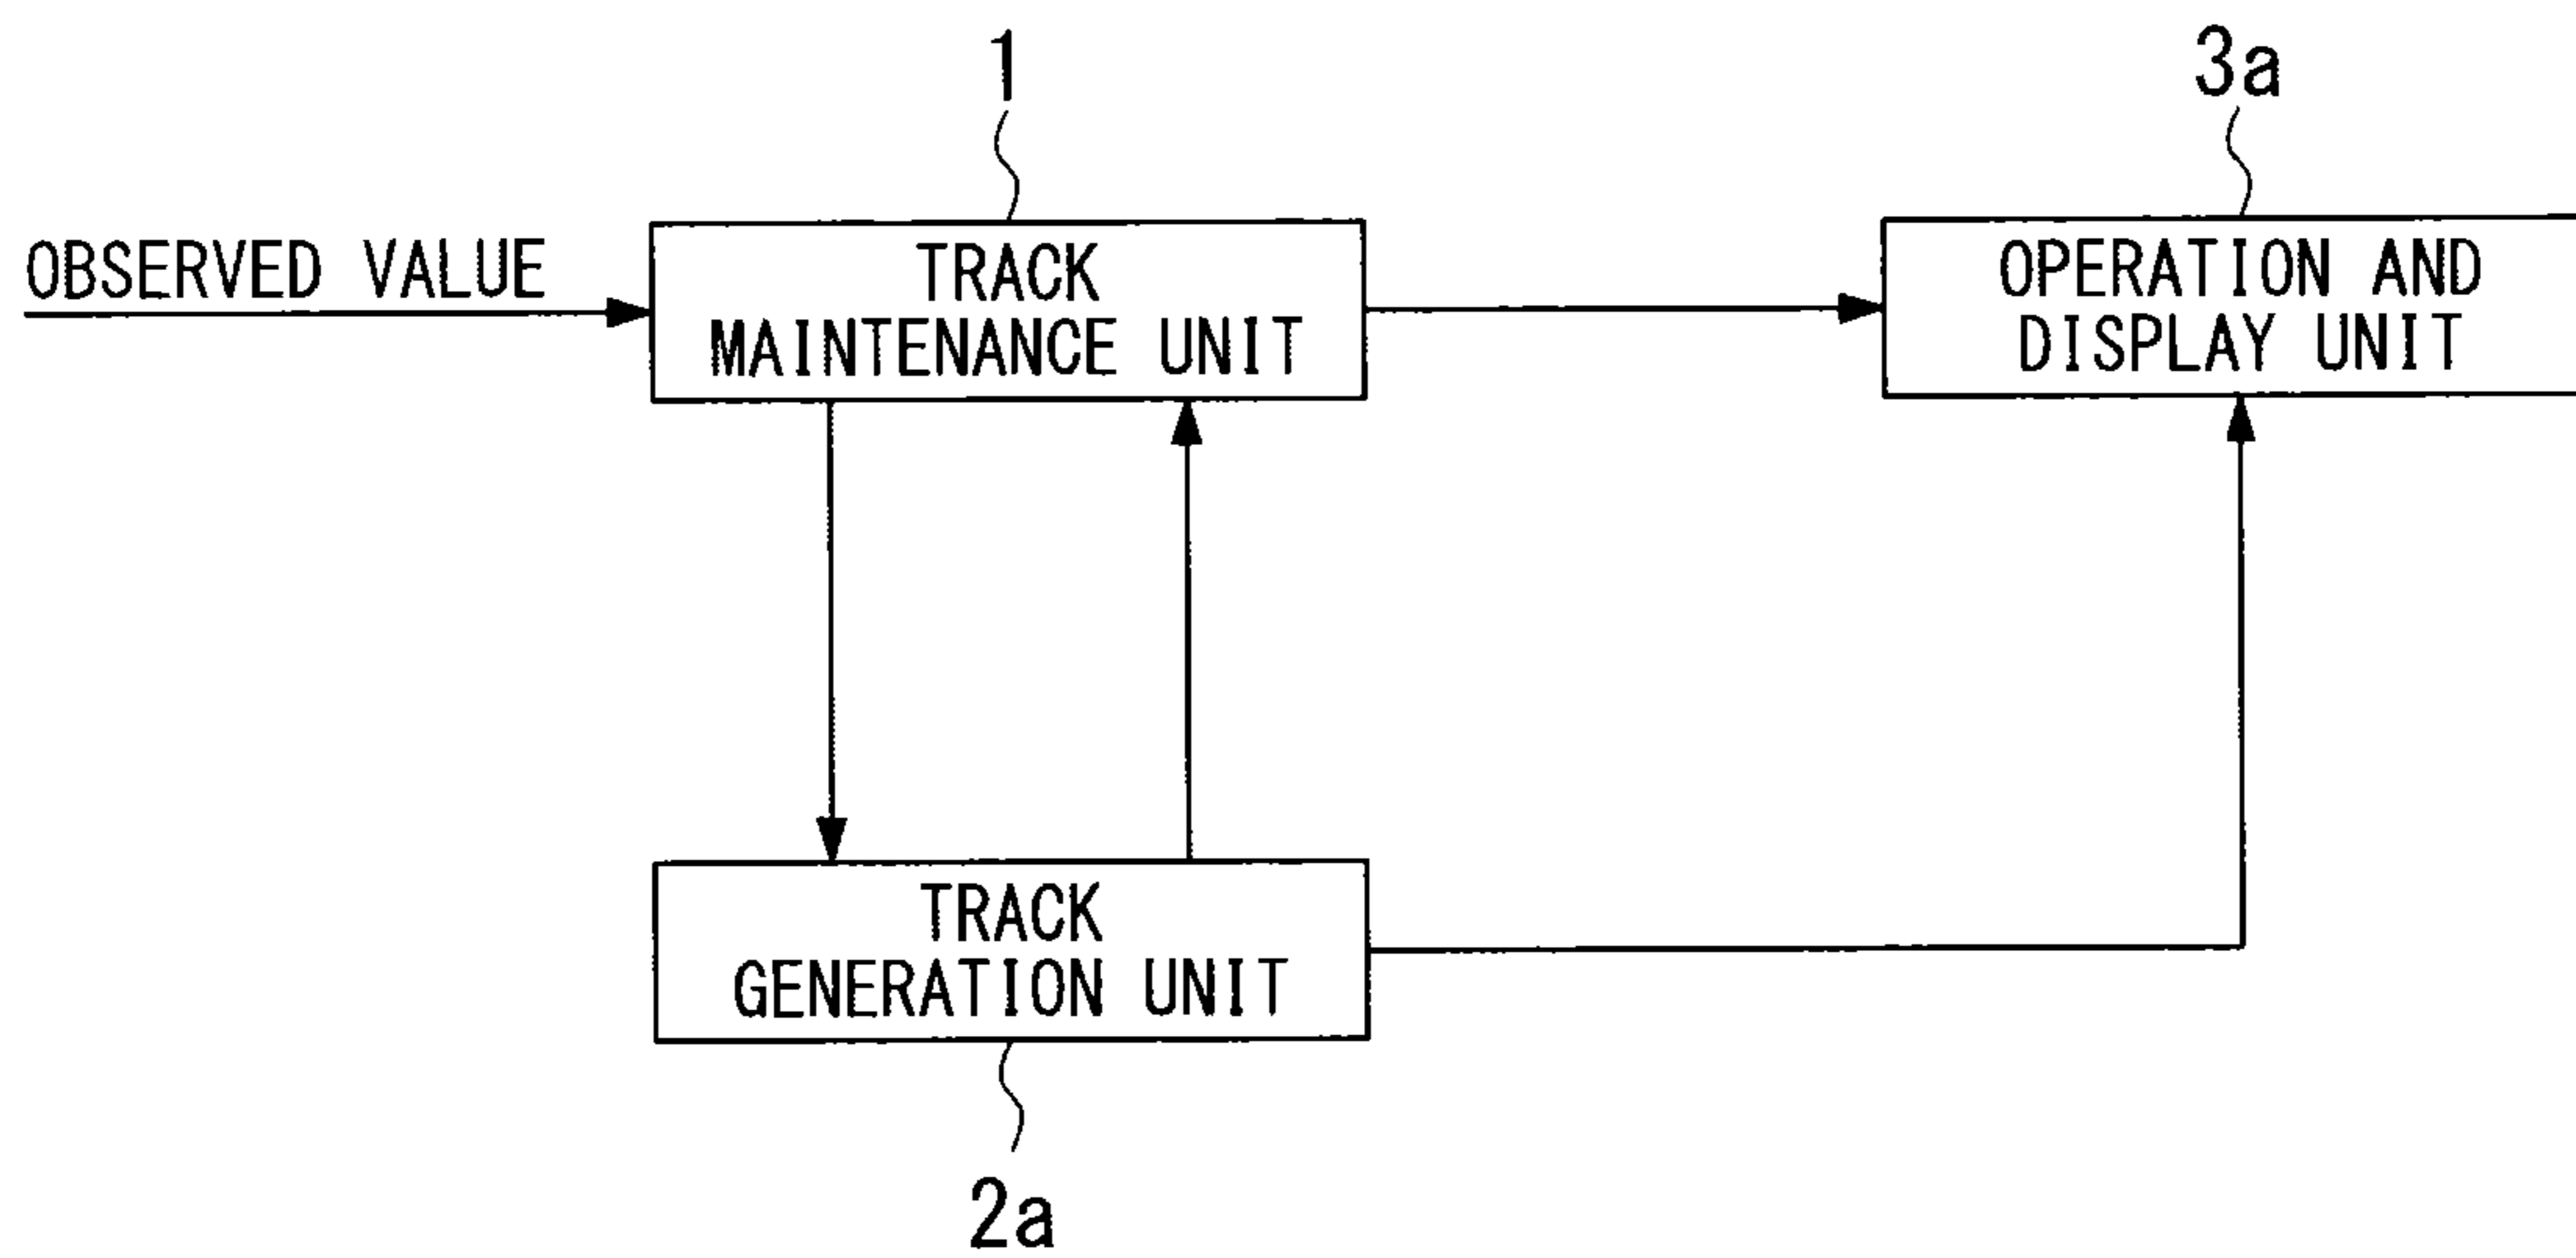 1
3a
OBSERVED VALUE
TRACK
MAINTENANCE UNIT
OPERATION AND
DISPLAY UNIT
TRACK
GENERATION UNIT
2a